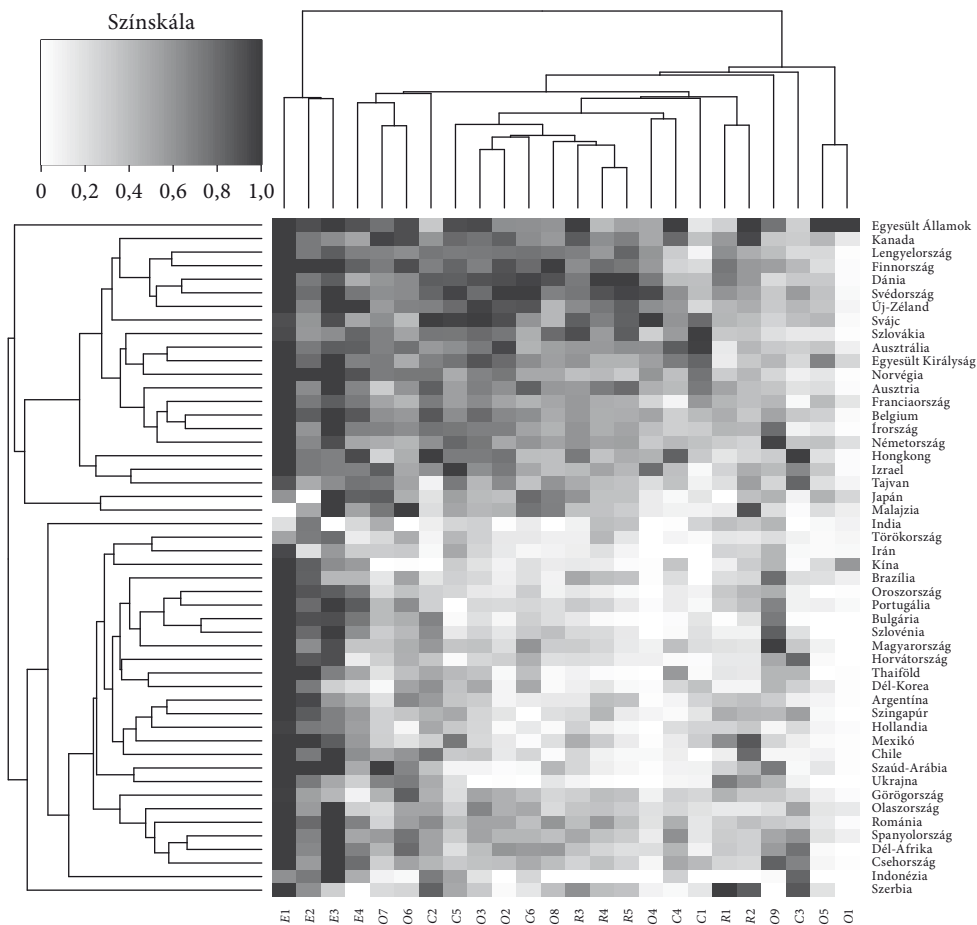 Színskála
0 0,2 0,4 0,6 0,8 1,0
Egyesült Államok
Kanada
Lengyelország
Finnország
Dánia
Svédország
Új-Zéland
Svájc
Szlovákia
Ausztrália
Egyesült Királyság
Norvégia
Ausztria
Franciaország
Belgium
Írország
Németország
Hongkong
Izrael
Tajvan
Japán
Malajzia
India
Törökország
Irán
Kína
Brazília
Oroszország
Portugália
Bulgária
Szlovénia
Magyarország
Horvátország
Thaiföld
Dél-Korea
Argentína
Szingapúr
Hollandia
Mexikó
Chile
Szaúd-Arábia
Ukrajna
Görögország
Olaszország
Románia
Spanyolország
Dél-Afrika
Csehország
Indonézia
Szerbia
E1 E2 E3 E4 O7 O6 C2 C5 O3 O2 C6 O8 R3 R4 R5 O4 C4 C1 R1 R2 O9 C3 O5 O1